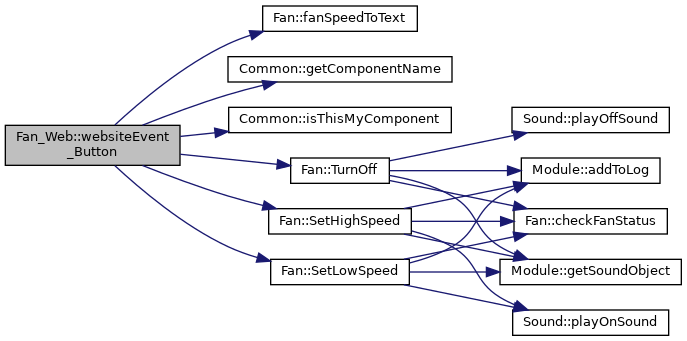 Fan_Web::websiteEvent
_Button
Fan::fanSpeedToText
Common::getComponentName
Common::isThisMyComponent
Fan::TurnOff
Fan::SetHighSpeed
Fan::SetLowSpeed
Sound::playOffSound
Module::addToLog
Fan::checkFanStatus
Module::getSoundObject
Sound::playOnSound